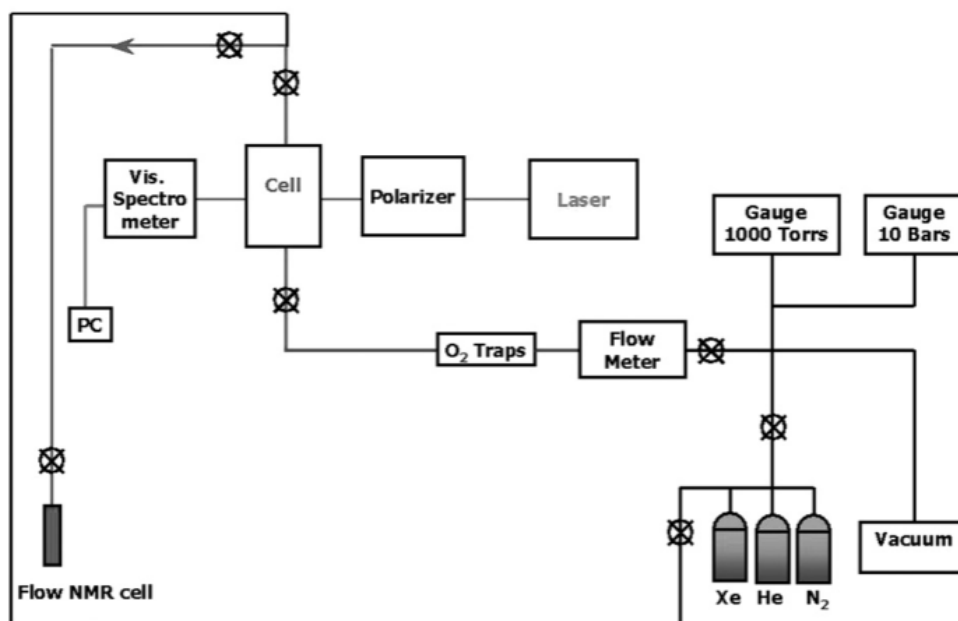 Vis.
Spectro
meter
Cell
Polarizer
Laser
Gauge
1000 Torrs
Gauge
10 Bars
PC
O₂ Traps
Flow
Meter
Flow NMR cell
Xe
He
N₂
Vacuum